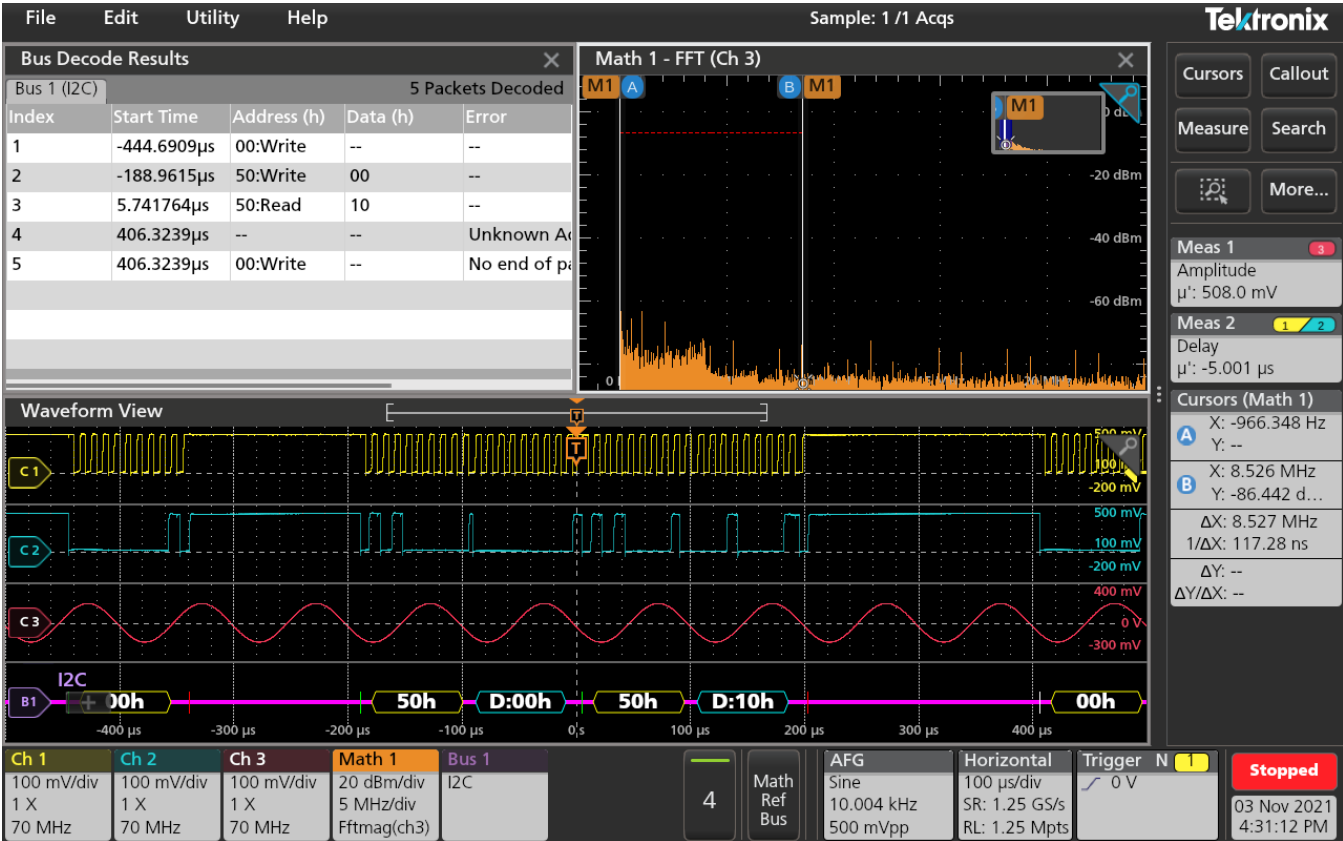 File Edit Utility Help Sample: 1 /1 Acqs Tektronix
Bus Decode Results
Bus 1 (I2C) 5 Packets Decoded
Index Start Time Address (h) Data (h) Error
1 -444.6909µs 00:Write -- --
2 -188.9615µs 50:Write 00 --
3 5.741764µs 50:Read 10 --
4 406.3239µs -- -- Unknown
5 406.3239µs 00:Write -- No end of
Math 1 - FFT (Ch 3)
M1 A B M1
M1
-20 dBm
-40 dBm
-60 dBm
0
Cursors Callout
Measure Search
More...
Meas 1 3
Amplitude
µ': 508.0 mV
Meas 2 1 2
Delay
µ': -5.001 µs
Cursors (Math 1)
A X: -966.348 Hz
Y: --
B X: 8.526 MHz
Y: -86.442 d...
ΔX: 8.527 MHz
1/ΔX: 117.28 ns
ΔY: --
ΔY/ΔX: --
Waveform View
T
T
C 1
500 mV
100
-200 mV
C 2
500 mV
100 mV
-200 mV
C 3
400 mV
0 V
-300 mV
I2C
B1 + 00h 50h D:00h 50h D:10h 00h
-400 µs -300 µs -200 µs -100 µs 0s 100 µs 200 µs 300 µs 400 µs
Ch 1
100 mV/div
1 X
70 MHz
Ch 2
100 mV/div
1 X
70 MHz
Ch 3
100 mV/div
1 X
70 MHz
Math 1
20 dBm/div
5 MHz/div
Fftmag(ch3)
Bus 1
I2C
4
Math
Ref
Bus
AFG
Sine
10.004 kHz
500 mVpp
Horizontal
100 µs/div
SR: 1.25 GS/s
RL: 1.25 Mpts
Trigger N 1
0 V
Stopped
03 Nov 2021
4:31:12 PM